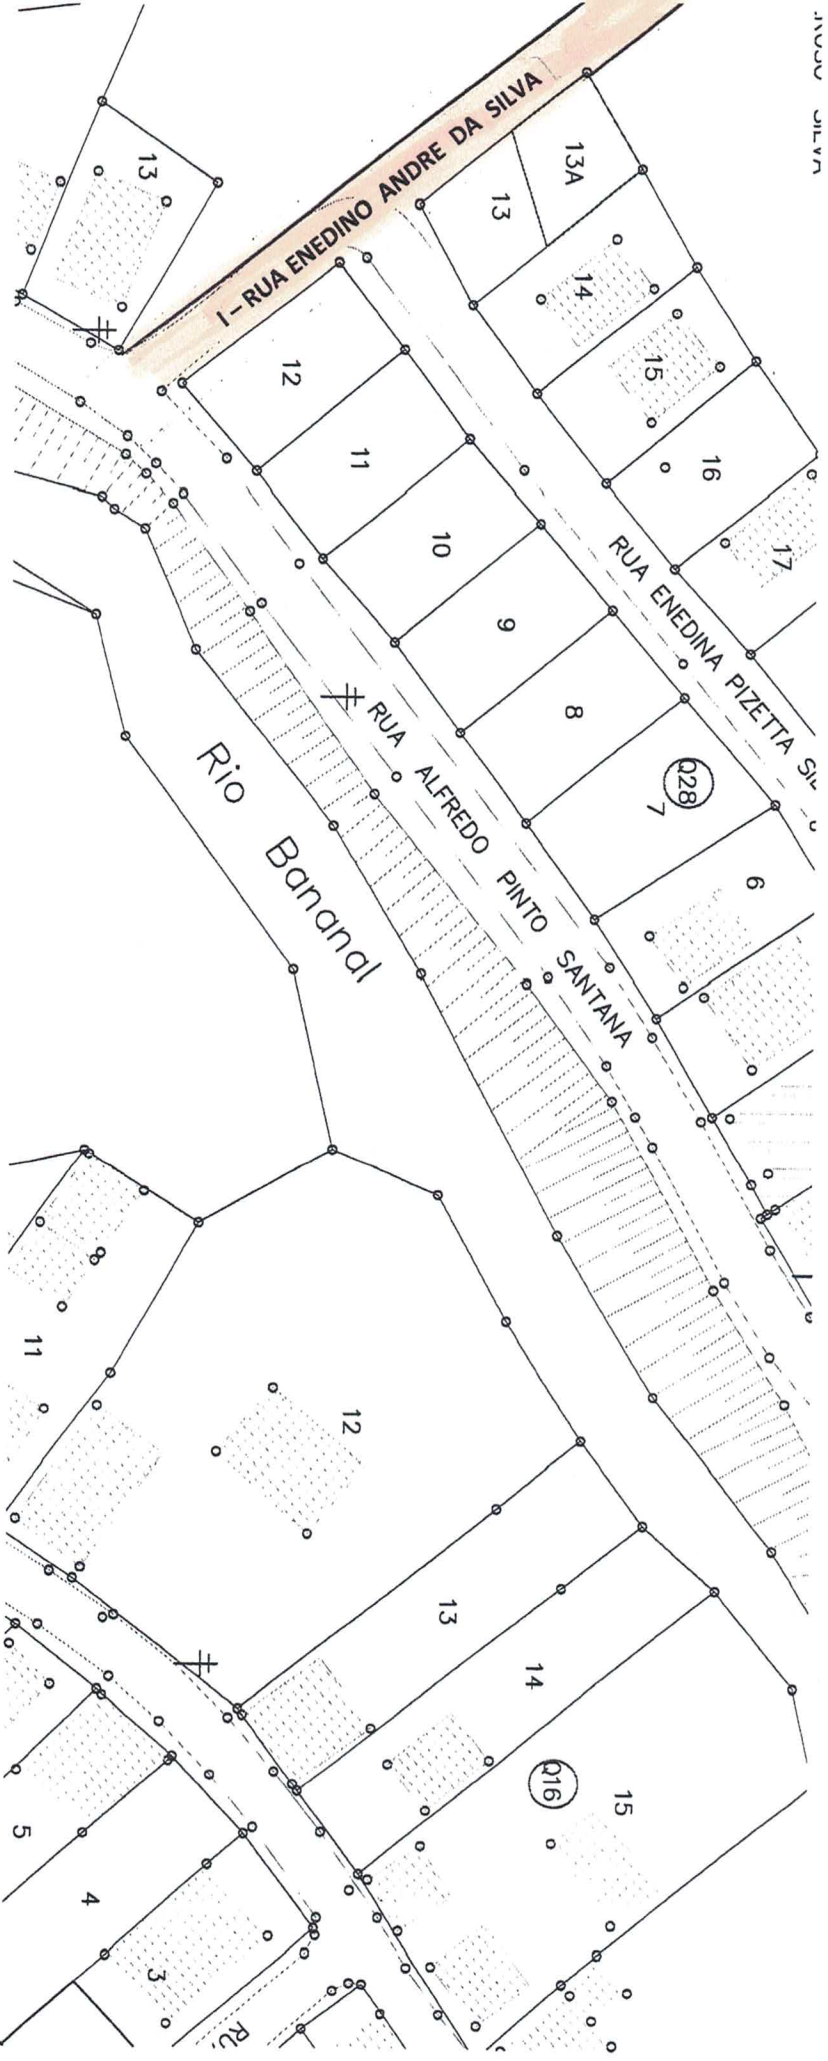 SILVA
I – RUA ENEDINO ANDRE DA SILVA
13
13A
13
14
15
16
17
12
11
10
9
8
7
6
Q28
RUA ENEDINA PIZETTA
RUA ALFREDO PINTO SANTANA
Rio Bananal
11
12
13
14
15
Q16
5
4
3